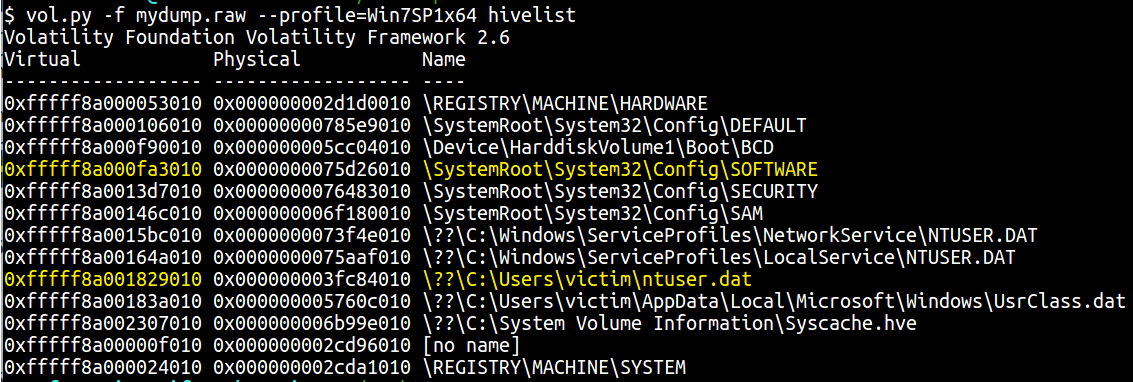 $ vol.py -f mydump.raw --profile=Win7SP1x64 hivelist
Volatility Foundation Volatility Framework 2.6
Virtual            Physical           Name
------------------ ------------------ ----
0xfffff8a000053010 0x000000002d1d0010 \REGISTRY\MACHINE\HARDWARE
0xfffff8a000106010 0x00000000785e9010 \SystemRoot\System32\Config\DEFAULT
0xfffff8a000f90010 0x000000005cc04010 \Device\HarddiskVolume1\Boot\BCD
0xfffff8a000fa3010 0x0000000075d26010 \SystemRoot\System32\Config\SOFTWARE
0xfffff8a0013d7010 0x0000000076483010 \SystemRoot\System32\Config\SECURITY
0xfffff8a00146c010 0x000000006f180010 \SystemRoot\System32\Config\SAM
0xfffff8a0015bc010 0x0000000073f4e010 \??\C:\Windows\ServiceProfiles\NetworkService\NTUSER.DAT
0xfffff8a00164a010 0x0000000075aaf010 \??\C:\Windows\ServiceProfiles\LocalService\NTUSER.DAT
0xfffff8a001829010 0x000000003fc84010 \??\C:\Users\victim\ntuser.dat
0xfffff8a00183a010 0x000000005760c010 \??\C:\Users\victim\AppData\Local\Microsoft\Windows\UsrClass.dat
0xfffff8a002307010 0x000000006b99e010 \??\C:\System Volume Information\Syscache.hve
0xfffff8a00000f010 0x000000002cd96010 [no name]
0xfffff8a000024010 0x000000002cda1010 \REGISTRY\MACHINE\SYSTEM